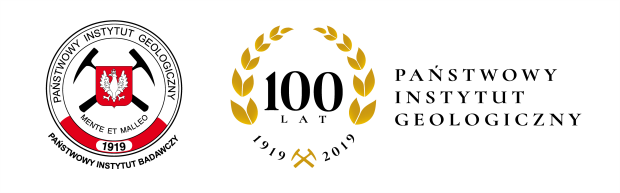 PAŃSTWOWY INSTYTUT GEOLOGICZNY
MENTE ET MALLEO
1919
PAŃSTWOWY INSTYTUT BADAWCZY
100
LAT
1919 2019
PAŃSTWOWY
INSTYTUT
GEOLOGICZNY